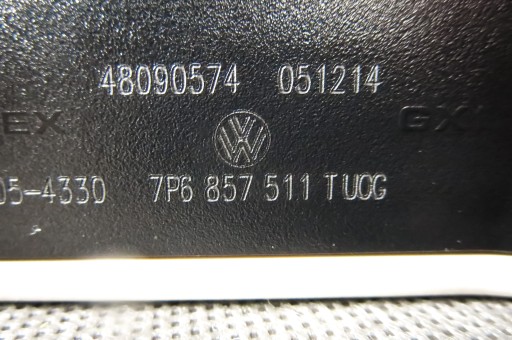 48090574 051214
EX GX
05-4330 7P6 857 511 TUCG